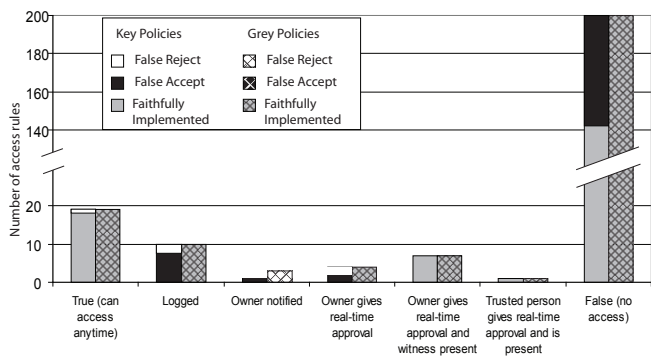 Key Policies
Grey Policies
False Reject
False Reject
False Accept
False Accept
Faithfully
Implemented
Faithfully
Implemented
Number of access rules
200
180
160
140
20
10
0
True (can
access
anytime)
Logged
Owner notified
Owner gives
real-time
approval
Owner gives
real-time
approval and
witness present
Trusted person
gives real-time
approval and is
present
False (no
access)